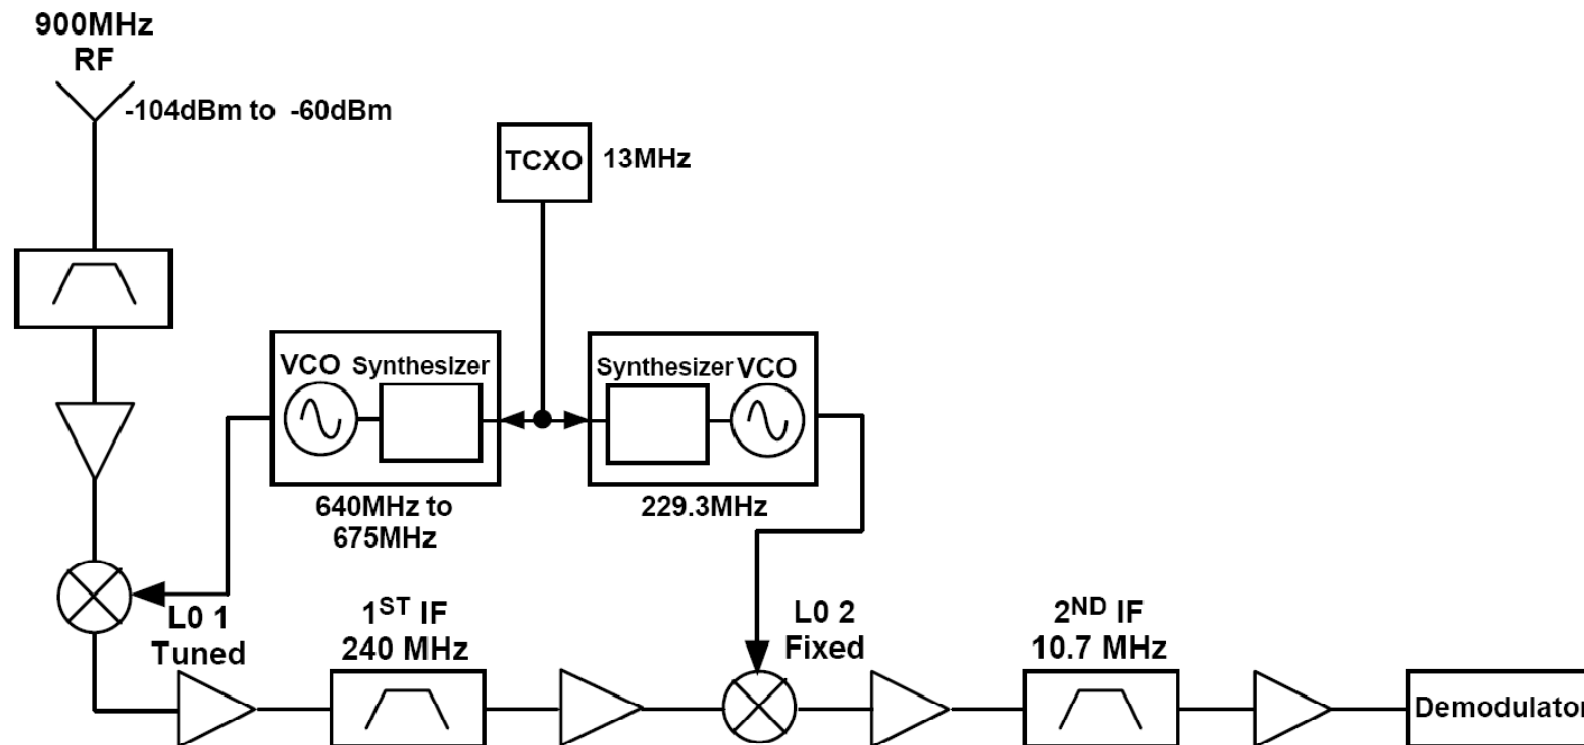 900MHz
RF
-104dBm to -60dBm
TCXO
13MHz
VCO Synthesizer
Synthesizer VCO
640MHz to
675MHz
229.3MHz
L0 1
Tuned
1ST IF
240 MHz
L0 2
Fixed
2ND IF
10.7 MHz
Demodulator